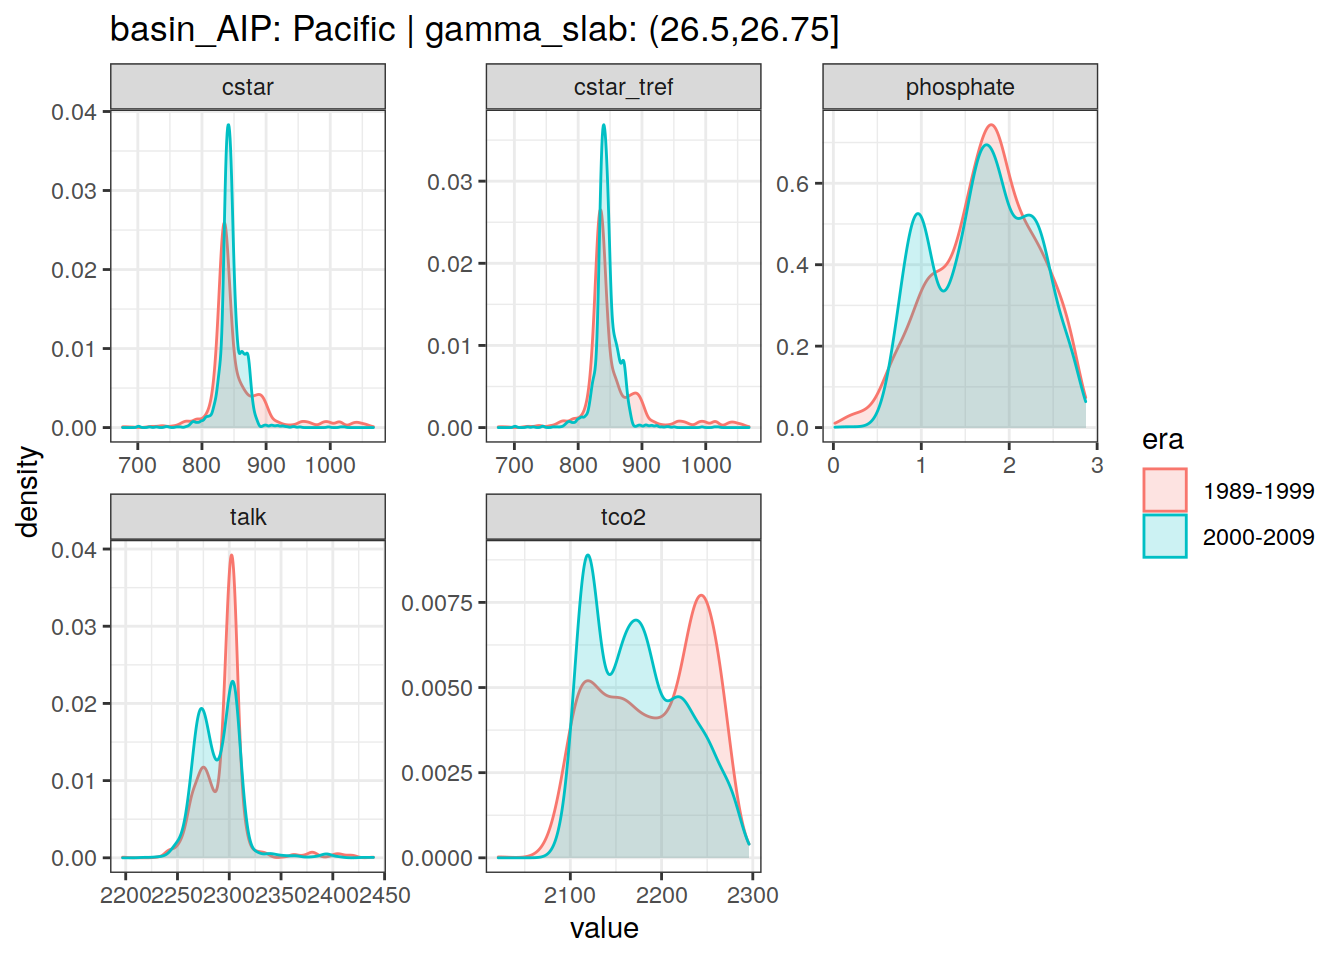 basin_AIP: Pacific | gamma_slab: (26.5,26.75]
cstar
cstar_tref
phosphate
0.04
0.03
0.02
0.01
0.00
0.03
0.02
0.01
0.00
0.6
0.4
0.2
0.0
700 800 900 1000
700 800 900 1000
0 1 2 3
talk
tco2
0.04
0.03
0.02
0.01
0.00
0.0075
0.0050
0.0025
0.0000
2200 2250 2300 2350 2400 2450
2100 2200 2300
value
density
era
1989-1999
2000-2009